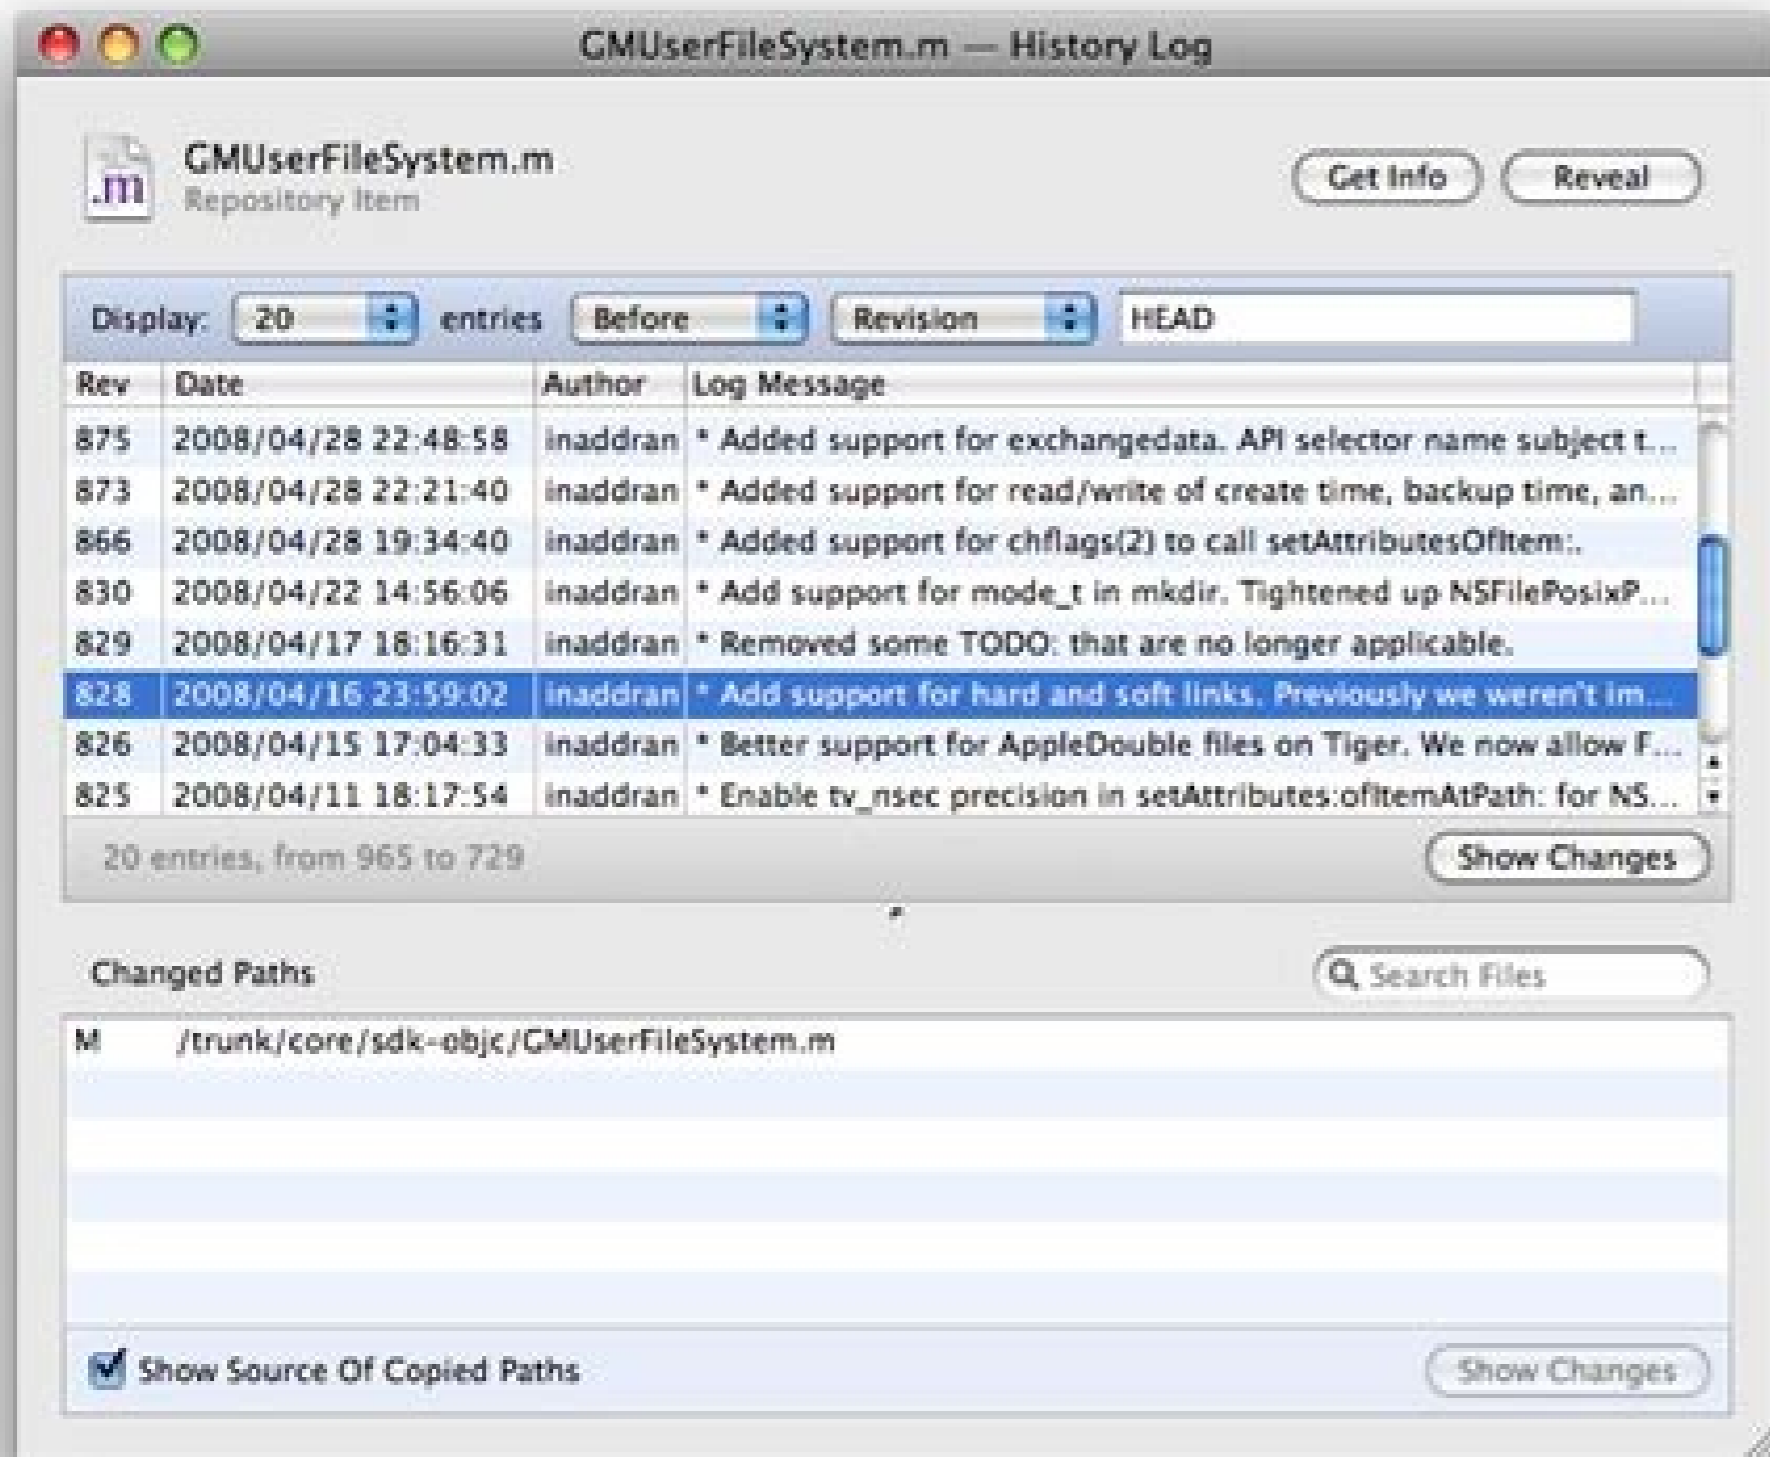 GMUserFileSystem.m — History Log
.m
GMUserFileSystem.m
Repository Item
Get Info
Reveal
Display: 20 entries Before Revision HEAD
Rev Date Author Log Message
875 2008/04/28 22:48:58 inaddran * Added support for exchangedata. API selector name subject t...
873 2008/04/28 22:21:40 inaddran * Added support for read/write of create time, backup time, an...
866 2008/04/28 19:34:40 inaddran * Added support for chflags(2) to call setAttributesOfItem:.
830 2008/04/22 14:56:06 inaddran * Add support for mode_t in mkdir. Tightened up NSFilePosixP...
829 2008/04/17 18:16:31 inaddran * Removed some TODO: that are no longer applicable.
828 2008/04/16 23:59:02 inaddran * Add support for hard and soft links. Previously we weren't im...
826 2008/04/15 17:04:33 inaddran * Better support for AppleDouble files on Tiger. We now allow F...
825 2008/04/11 18:17:54 inaddran * Enable tv_nsec precision in setAttributes:ofItemAtPath: for NS...
20 entries, from 965 to 729
Show Changes
Changed Paths
Search Files
M /trunk/core/sdk-objc/GMUserFileSystem.m
Show Source Of Copied Paths
Show Changes